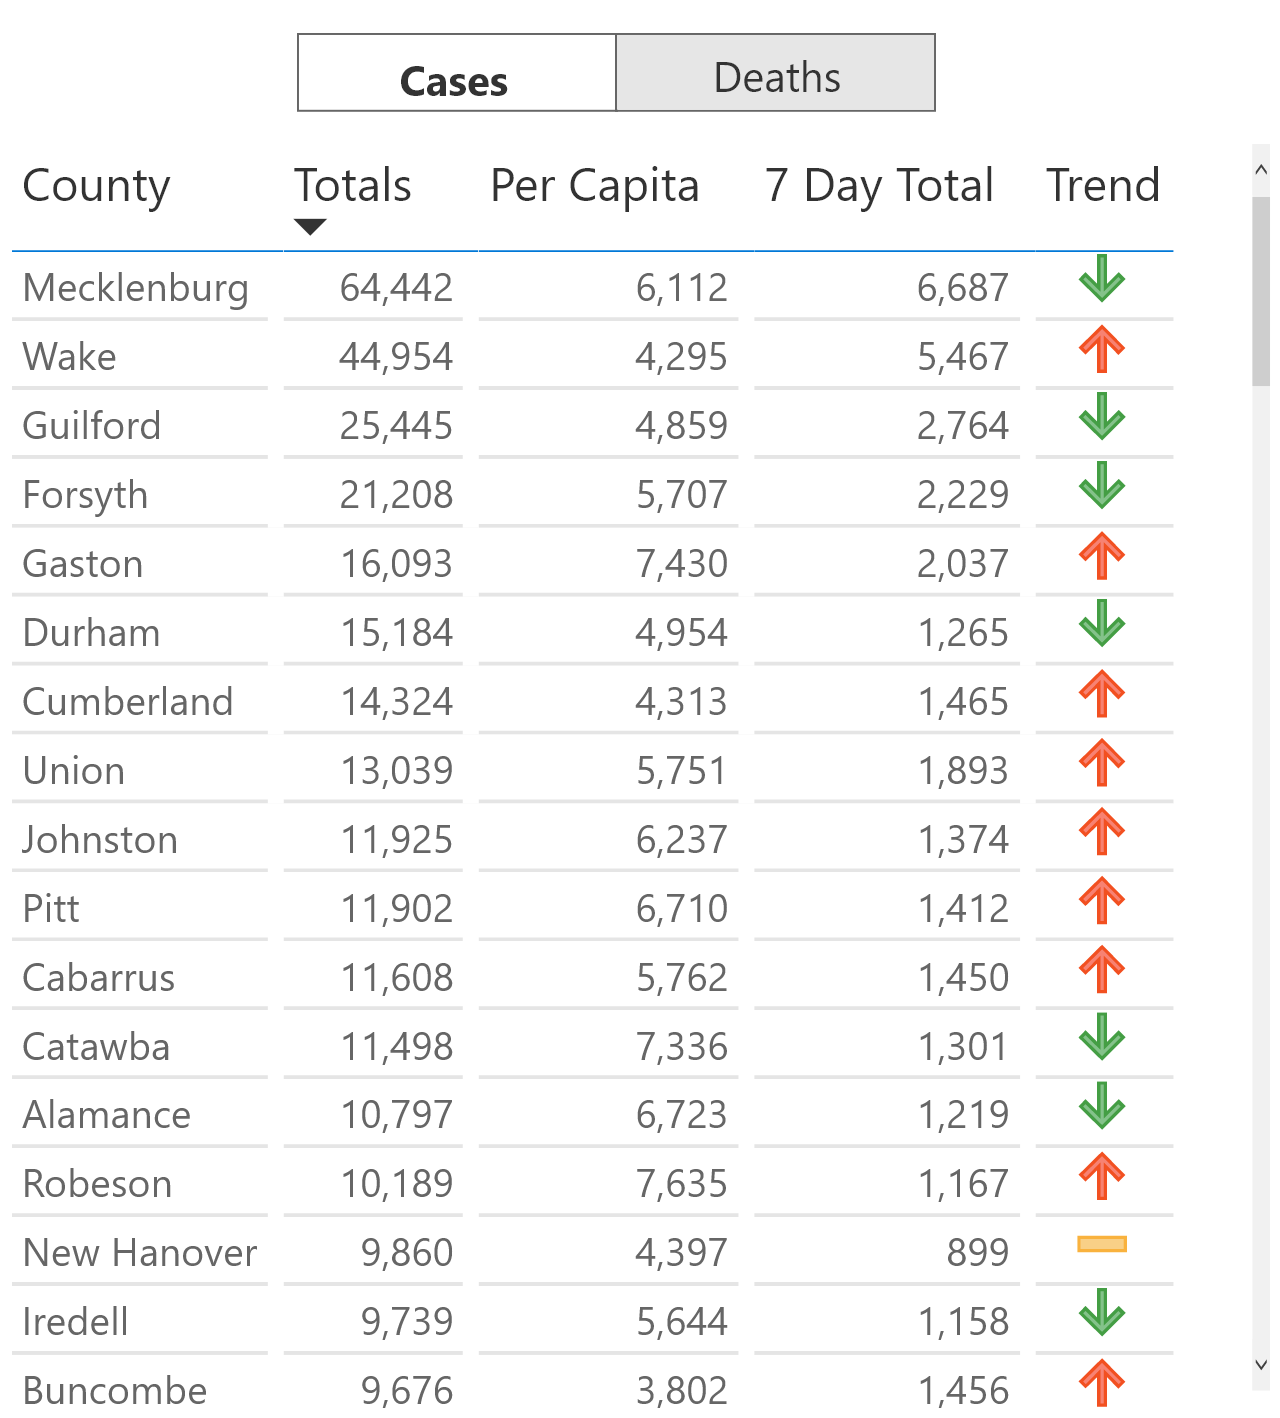 Cases Deaths
County Totals Per Capita 7 Day Total Trend
Mecklenburg 64,442 6,112 6,687
Wake 44,954 4,295 5,467
Guilford 25,445 4,859 2,764
Forsyth 21,208 5,707 2,229
Gaston 16,093 7,430 2,037
Durham 15,184 4,954 1,265
Cumberland 14,324 4,313 1,465
Union 13,039 5,751 1,893
Johnston 11,925 6,237 1,374
Pitt 11,902 6,710 1,412
Cabarrus 11,608 5,762 1,450
Catawba 11,498 7,336 1,301
Alamance 10,797 6,723 1,219
Robeson 10,189 7,635 1,167
New Hanover 9,860 4,397 899
Iredell 9,739 5,644 1,158
Buncombe 9,676 3,802 1,456